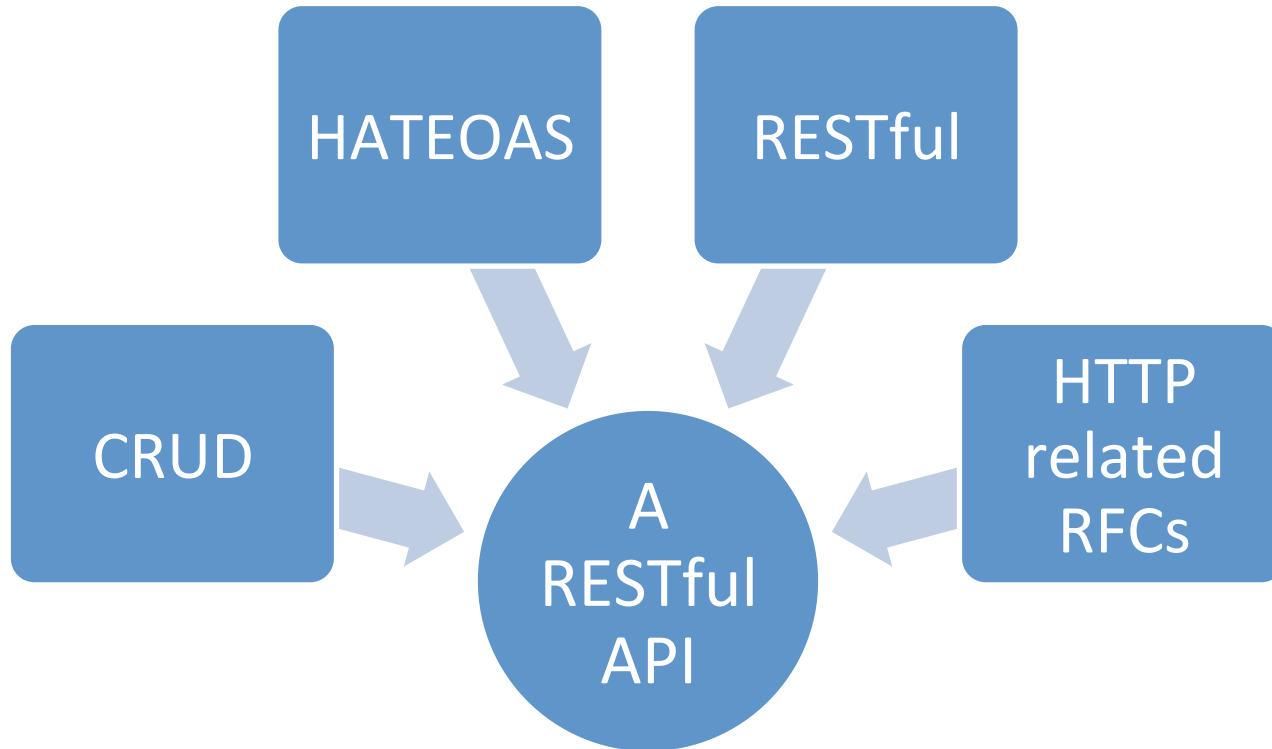 HATEOAS
RESTful
CRUD
HTTP
related
RFCs
A
RESTful
API